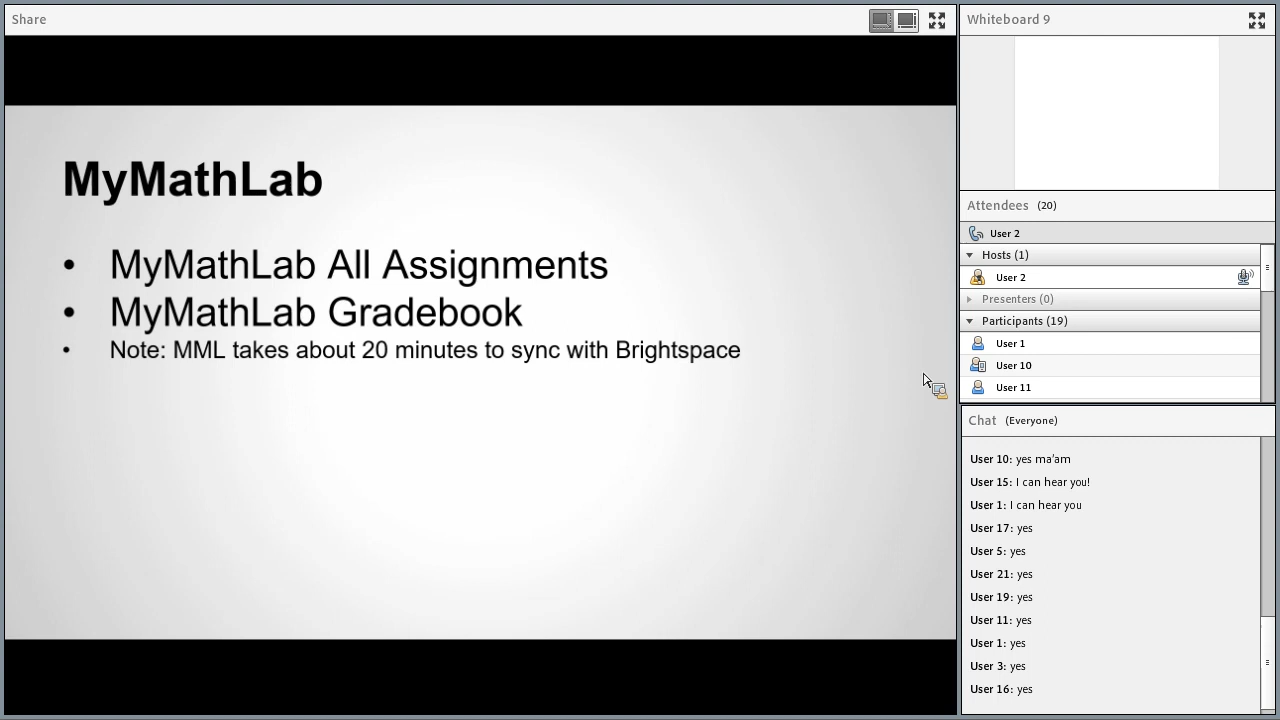 Share
MyMathLab
• MyMathLab All Assignments
• MyMathLab Gradebook
• Note: MML takes about 20 minutes to sync with Brightspace
Whiteboard 9
Attendees (20)
User 2
Hosts (1)
User 2
Presenters (0)
Participants (19)
User 1
User 10
User 11
Chat (Everyone)
User 10: yes ma'am
User 15: I can hear you!
User 1: I can hear you
User 17: yes
User 5: yes
User 21: yes
User 19: yes
User 11: yes
User 1: yes
User 3: yes
User 16: yes